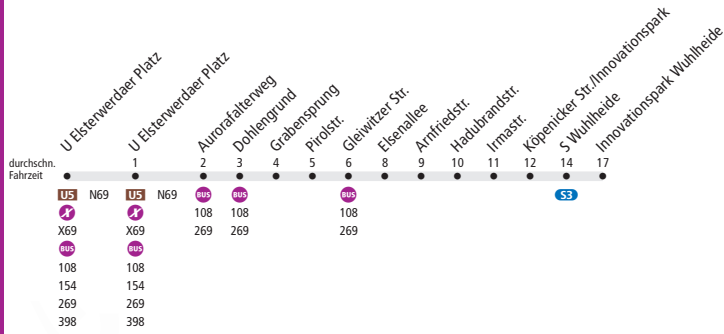 U Elsterwerdaer Platz
U Elsterwerdaer Platz
Aurorafalterweg
Dohlengrund
Grabensprung
Pirolstr.
Gleiwitzer Str.
Elsenallee
Arnfriedstr.
Hadubrandstr.
Irmastr.
Köpenicker Str./Innovationspark
S Wuhlheide
Innovationspark Wuhlheide
durchschn. 1 2 3 4 5 6 8 9 10 11 12 14 17
Fahrzeit
U5 N69 U5 N69 BUS BUS BUS S3
X X 108 108 108
X69 X69 269 269 269
BUS BUS
108 108
154 154
269 269
398 398